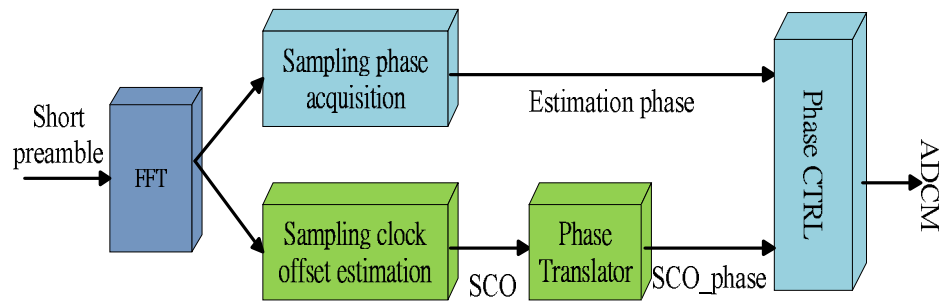 Short
preamble
FFT
Sampling phase
acquisition
Estimation phase
Sampling clock
offset estimation
SCO
Phase
Translator
SCO_phase
Phase CTRL
ADCM